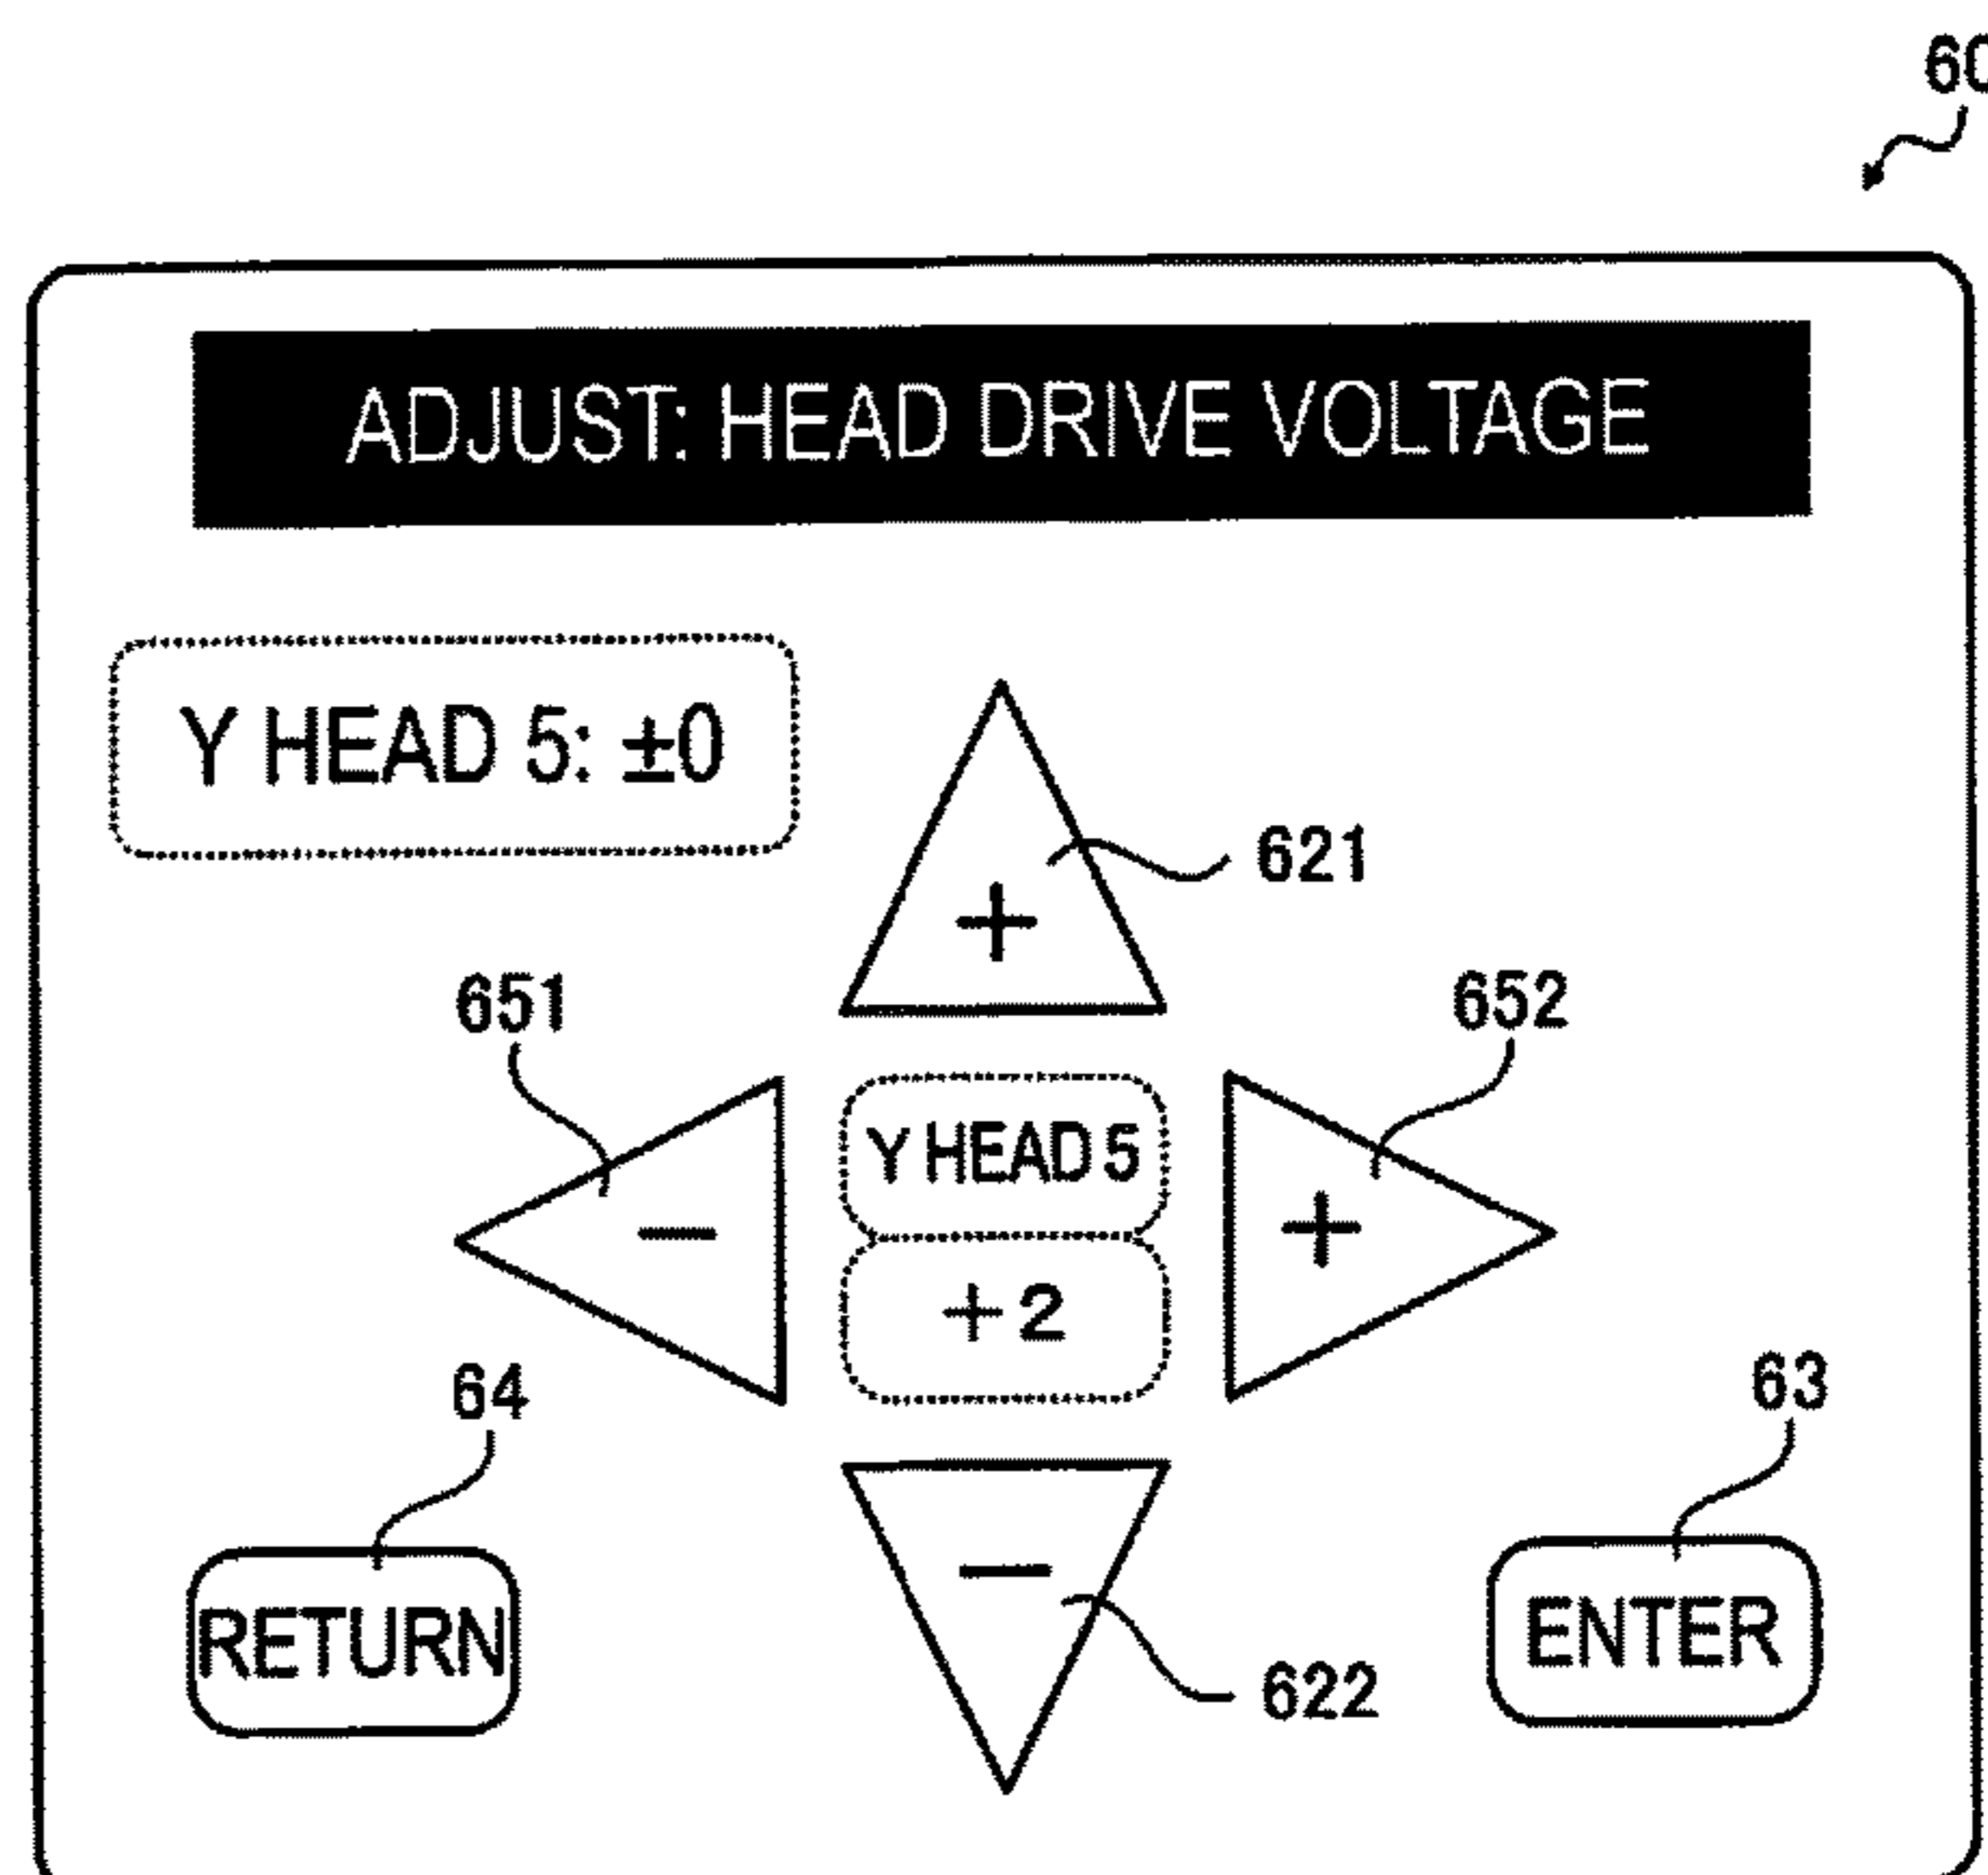 60
ADJUST: HEAD DRIVE VOLTAGE
Y HEAD 5: ±0
621
+
651
652
Y HEAD 5
−
+
+2
64
63
−
RETURN
ENTER
622